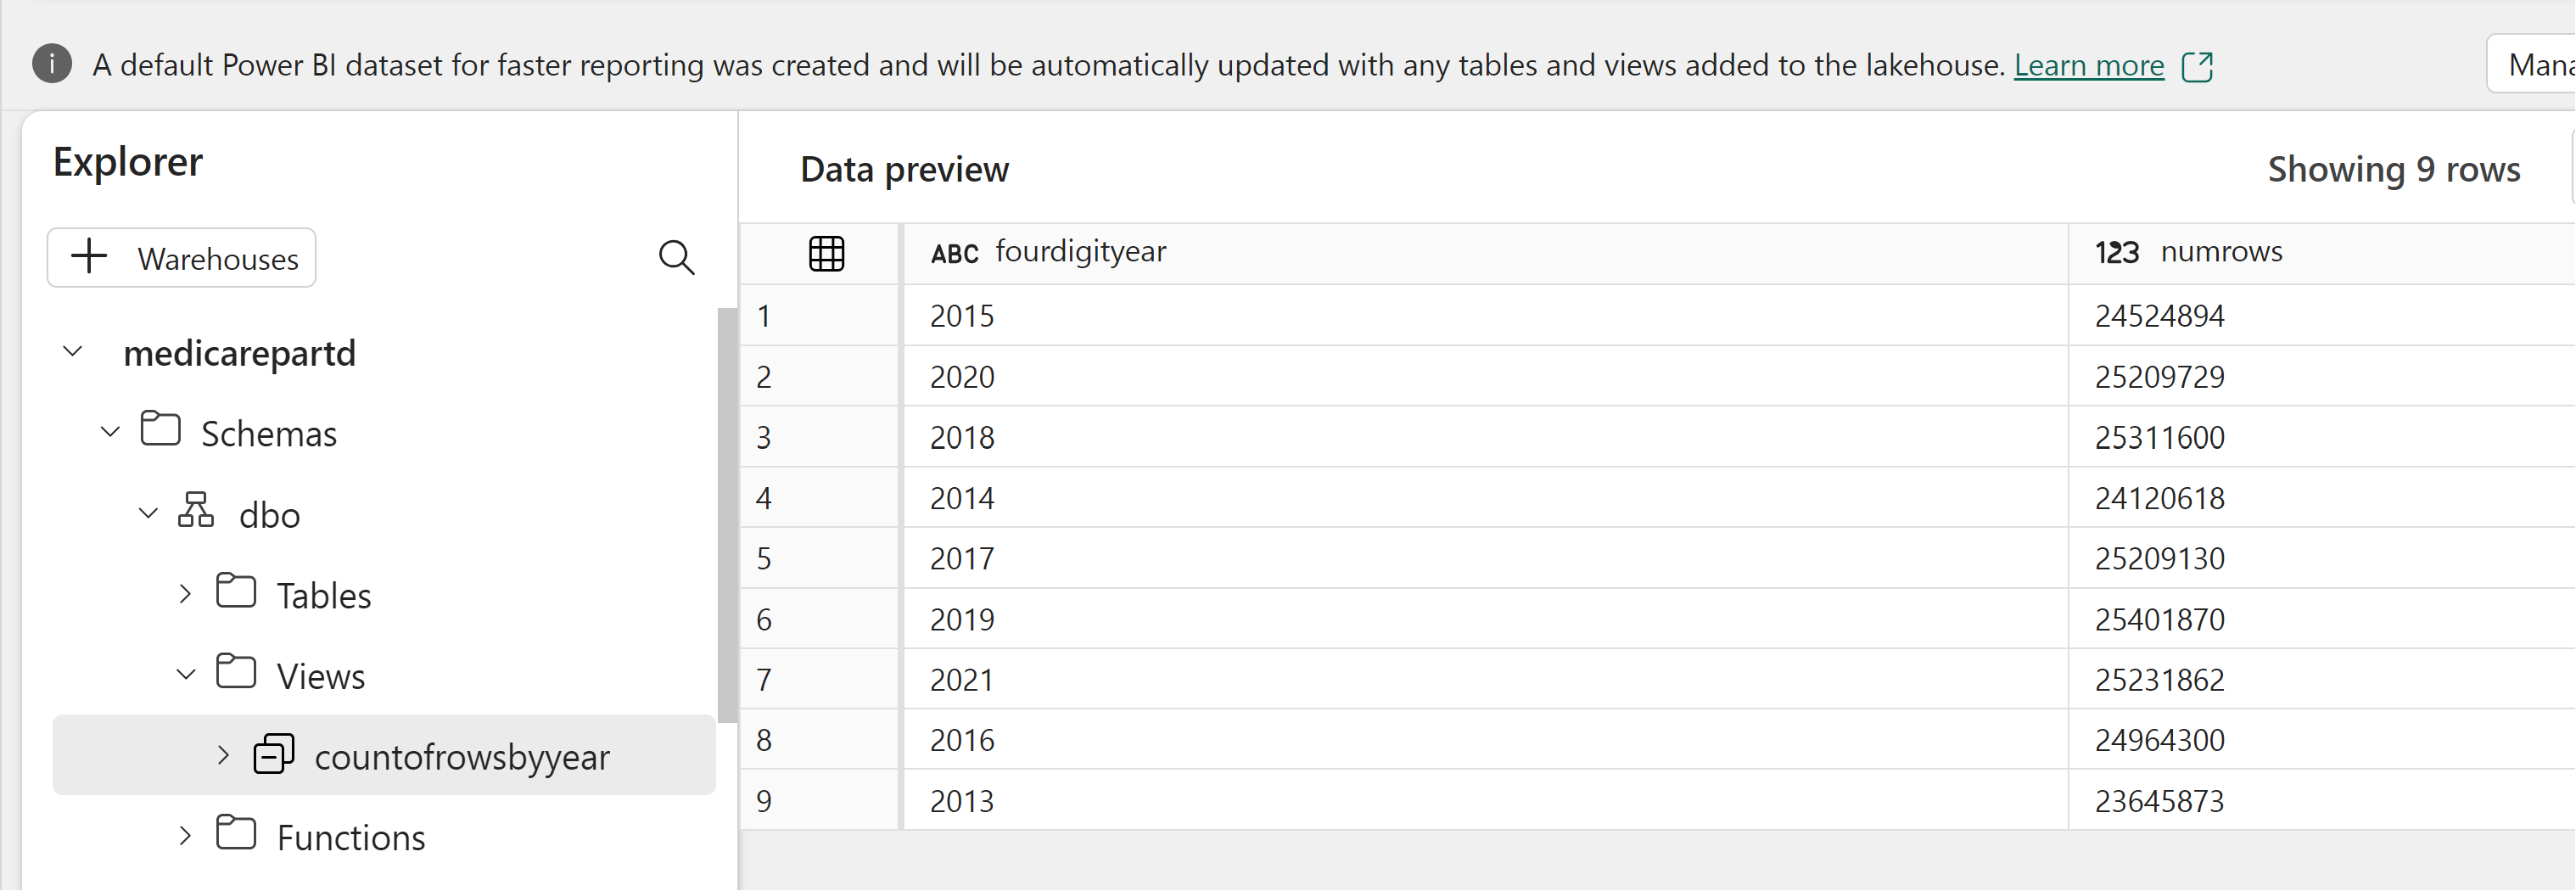 A default Power BI dataset for faster reporting was created and will be automatically updated with any tables and views added to the lakehouse. Learn more
Mana
Explorer
Warehouses
medicarepartd
Schemas
dbo
Tables
Views
countofrowsbyyear
Functions
Data preview
Showing 9 rows
ABC fourdigityear 123 numrows
1 2015 24524894
2 2020 25209729
3 2018 25311600
4 2014 24120618
5 2017 25209130
6 2019 25401870
7 2021 25231862
8 2016 24964300
9 2013 23645873